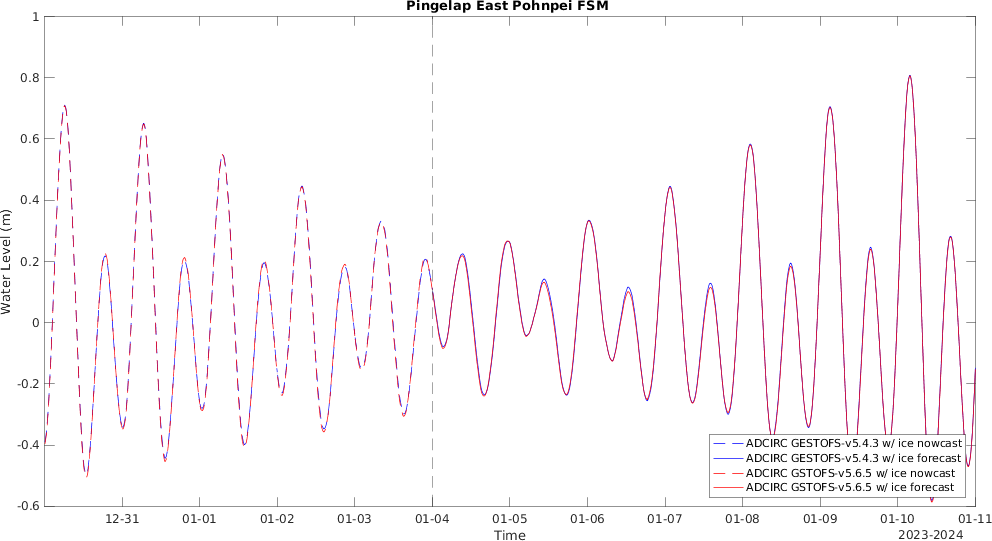 Pingelap East Pohnpei FSM
1
0.8
0.6
0.4
0.2
0
-0.2
-0.4
-0.6
Water Level (m)
ADCIRC GESTOFS-v5.4.3 w/ ice nowcast
ADCIRC GESTOFS-v5.4.3 w/ ice forecast
ADCIRC GSTOFS-v5.6.5 w/ ice nowcast
ADCIRC GSTOFS-v5.6.5 w/ ice forecast
12-31 01-01 01-02 01-03 01-04 01-05 01-06 01-07 01-08 01-09 01-10 01-11
Time
2023-2024